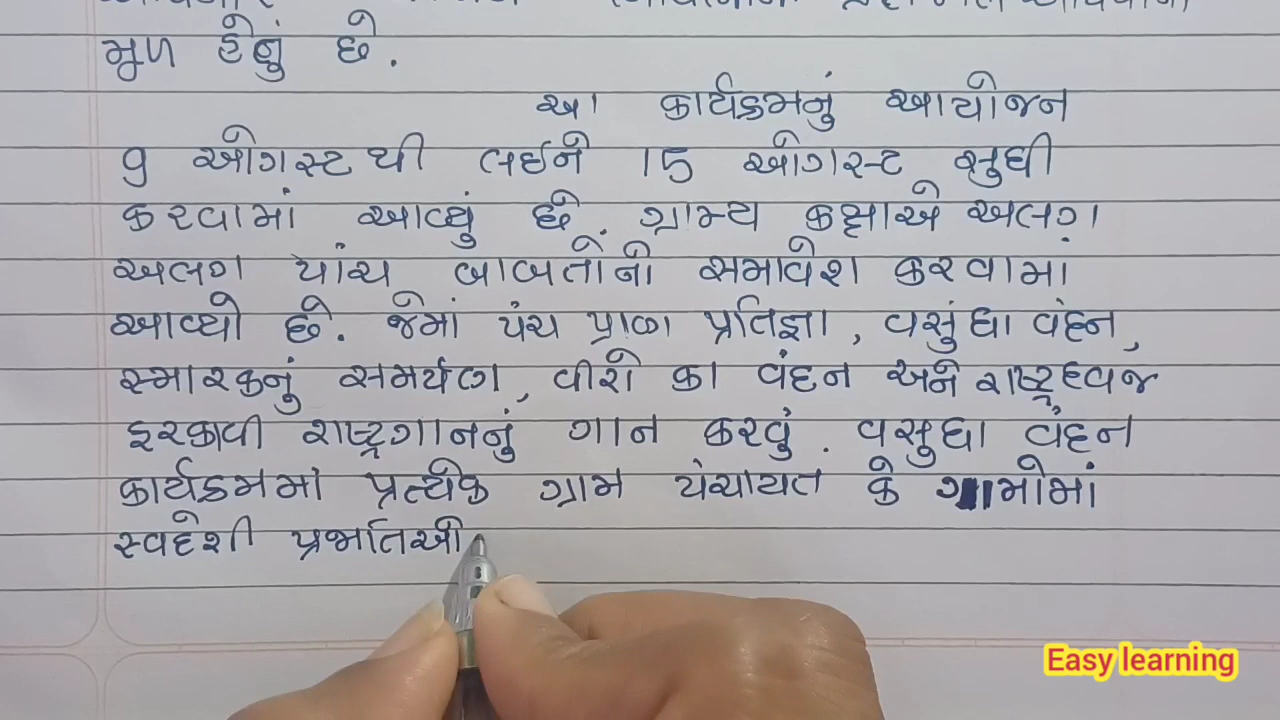 મૂળ હેતું છે.
આ કાર્યક્રમનું આયોજન
9 ઓગસ્ટ થી લઈને 15 ઓગસ્ટ સુધી
કરવામાં આવ્યું છે. ગ્રામ્ય કક્ષાએ અલગ
અલગ પાંચ બાબતોનો સમાવેશ કરવામાં
આવ્યો છે. જેમાં પંચ પ્રાણ પ્રતિજ્ઞા, વસુંધા વંદન,
સ્મારકનું સમર્પણ, વીરો કા વંદન અને રાષ્ટ્રધ્વજ
ફરકાવી રાષ્ટ્રગાનનું ગાન કરવું. વસુધા વંદન
કાર્યક્રમમાં પ્રત્યેક ગ્રામ પંચાયત કે ગામોમાં
સ્વદેશી પ્રજાતિઓ
Easy learning